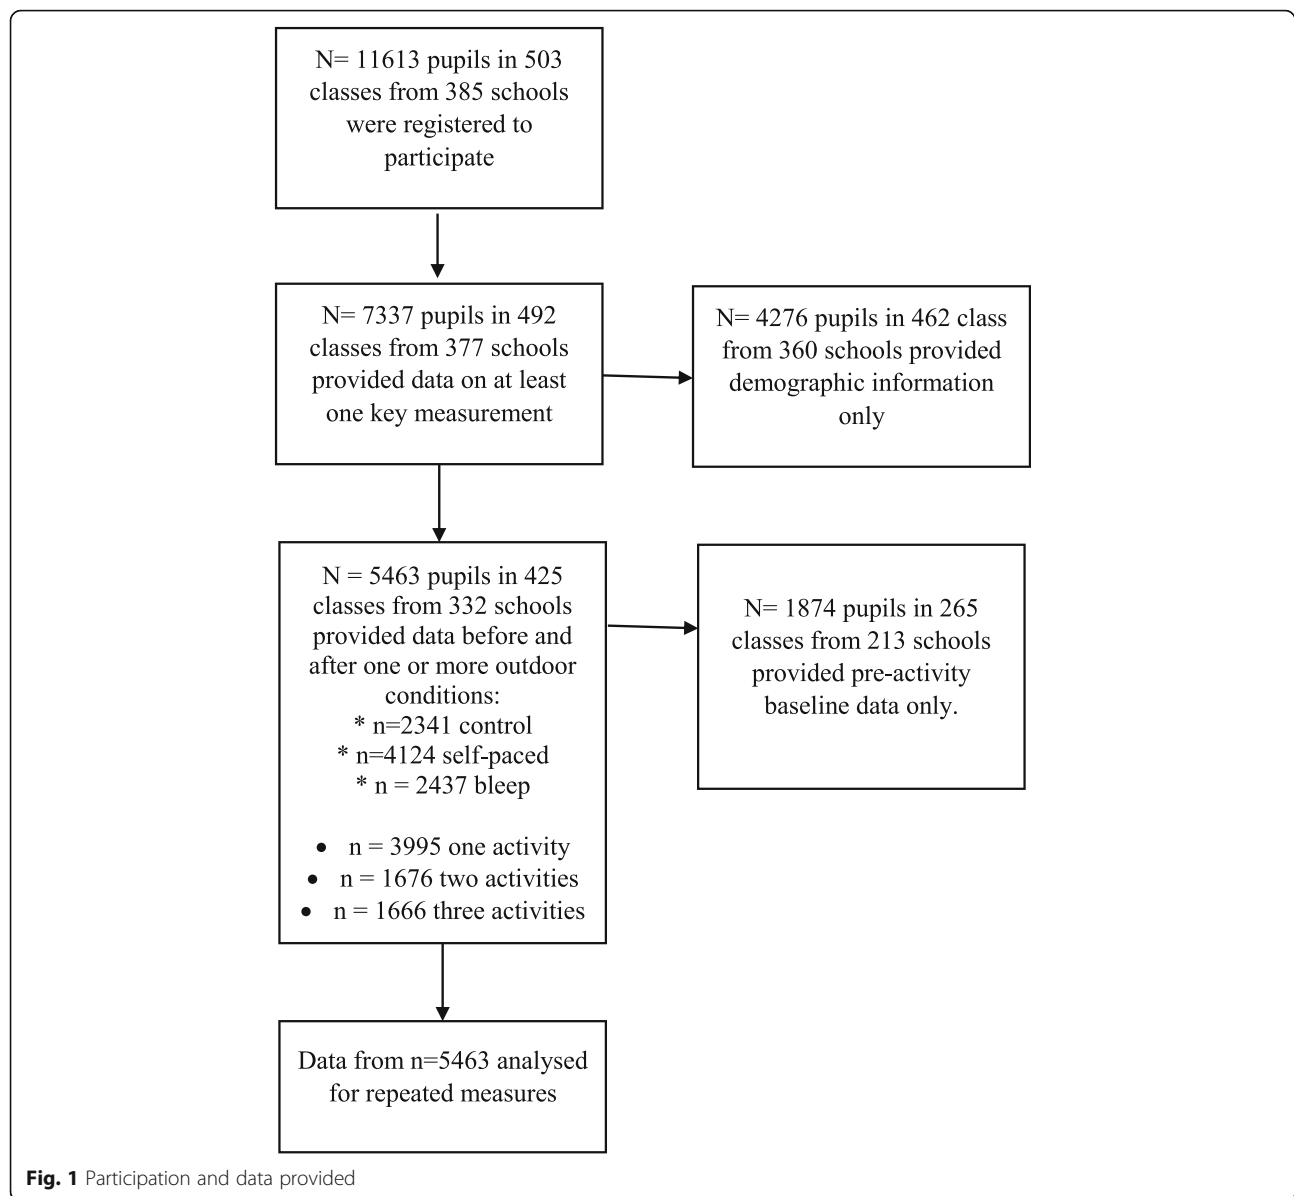 N= 11613 pupils in 503
classes from 385 schools
were registered to
participate
N= 7337 pupils in 492
classes from 377 schools
provided data on at least
one key measurement
N= 4276 pupils in 462 class
from 360 schools provided
demographic information
only
N = 5463 pupils in 425
classes from 332 schools
provided data before and
after one or more outdoor
conditions:
* n=2341 control
* n=4124 self-paced
* n = 2437 bleep
• n = 3995 one activity
• n = 1676 two activities
• n = 1666 three activities
N= 1874 pupils in 265
classes from 213 schools
provided pre-activity
baseline data only.
Data from n=5463 analysed
for repeated measures
Fig. 1 Participation and data provided